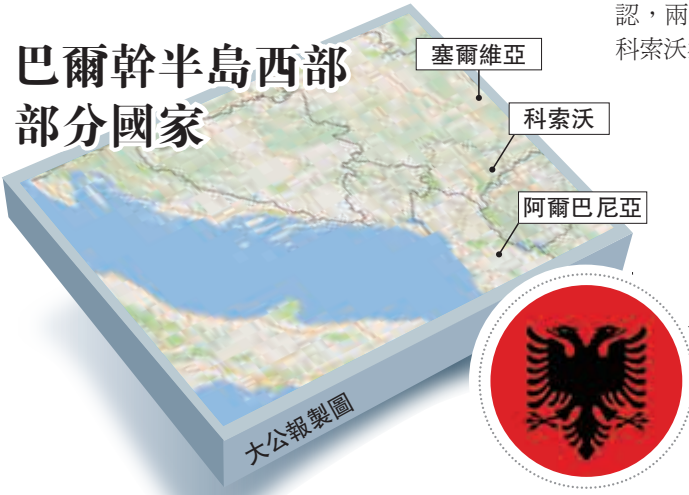 巴爾幹半島西部
部分國家
認，兩
科索沃
塞爾維亞
科索沃
阿爾巴尼亞
大公報製圖